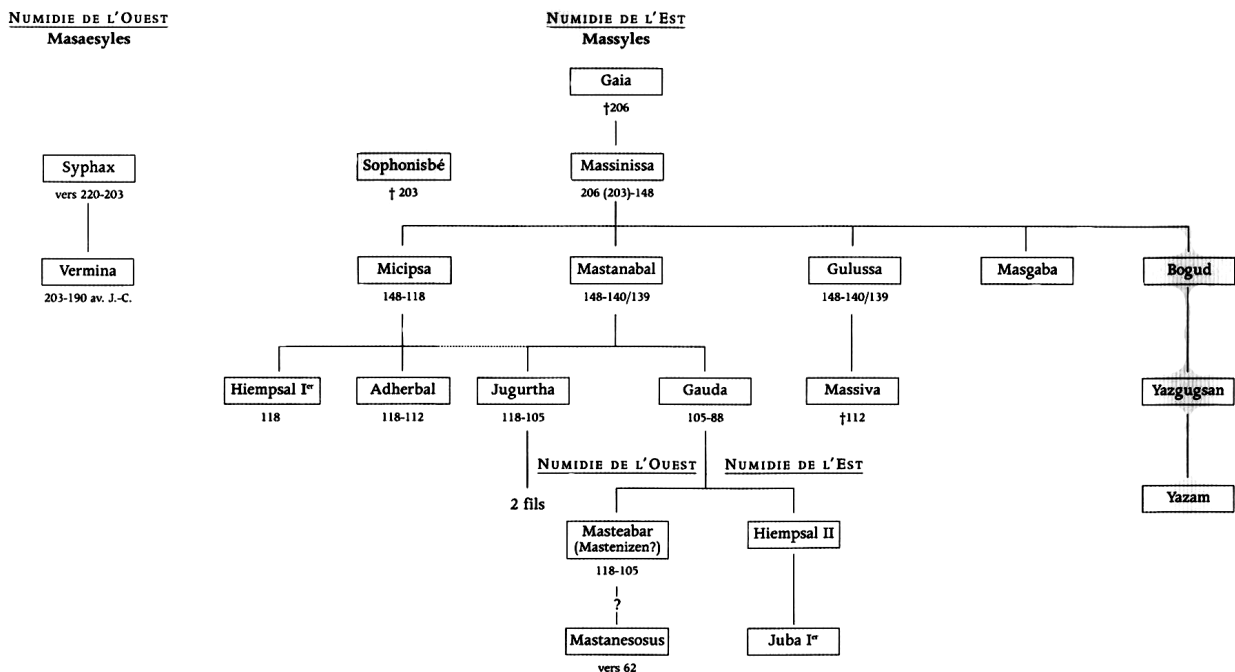 NUMIDIE DE L'OUEST
Masaesyles
NUMIDIE DE L'EST
Massyles
Gaia
†206
Syphax
vers 220-203
Sophonisbé
† 203
Massinissa
206 (203)-148
Vermina
203-190 av. J.-C.
Micipsa
148-118
Mastanabal
148-140/139
Gulussa
148-140/139
Masgaba
Bogud
Hiempsal Ier
118
Adherbal
118-112
Jugurtha
118-105
Gauda
105-88
Massiva
†112
Yazgugsan
NUMIDIE DE L'OUEST
NUMIDIE DE L'EST
2 fils
Yazam
Masteabar
(Mastenizen?)
118-105
Hiempsal II
?
Mastanesosus
vers 62
Juba Ier